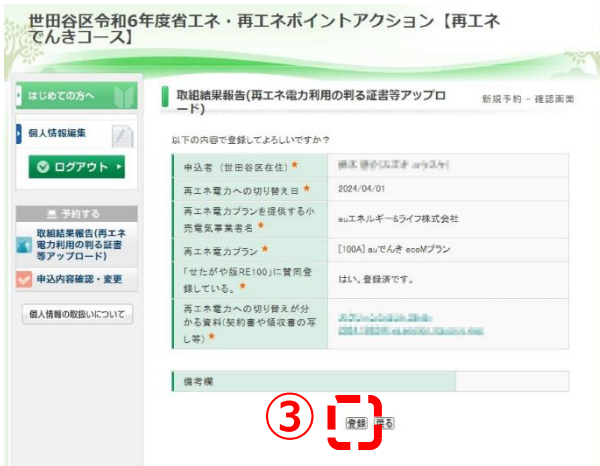 世田谷区令和6年度省エネ・再エネポイントアクション【再エネ
でんきコース】
はじめての方へ
個人情報編集
ログアウト
予約する
取組結果報告(再エネ
電力利用の判る証書
等アップロード)
申込内容確認・変更
個人情報の取扱いについて
取組結果報告(再エネ電力利用の判る証書等アップロ
ード)
新規予約 - 確認画面
以下の内容で登録してよろしいですか?
申込者（世田谷区在住）★
再エネ電力への切り替え日 ★
2024/04/01
再エネ電力プランを提供する小
売電気事業者名 ★
auエネルギー&ライフ株式会社
再エネ電力プラン ★
[100A] auでんき ecoMプラン
「せたがや版RE100」に賛同登
録している。★
はい。登録済です。
再エネ電力への切り替えが分
かる資料(契約書や領収書の写
し等) ★
備考欄
③
登録 戻る